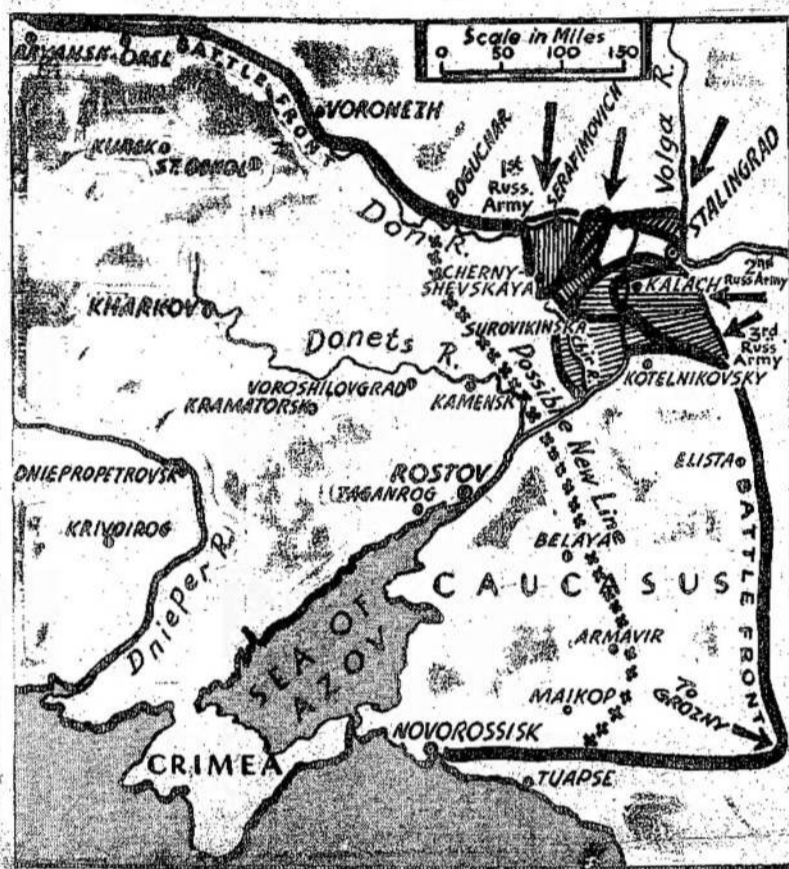 Scale in Miles
0 50 100 150
BRYANSK
OREL
BATTLE FRONT
VORONEZH
KURSK
ST. OSKOL
BOGUCHAR
1st Russ. Army
SERAFIMOVICH
Volga R.
STALINGRAD
Don R.
CHERNY-
SHEVSKAYA
KALACH
2nd Russ Army
3rd Russ Army
KHARKOV
Donets R.
SUROVIKINSKA
Chir R.
KOTELNIKOVSKY
VOROSHILOVGRAD
KRAMATORSK
KAMENSK
Possible New Line
DNIEPROPETROVSK
ROSTOV
TAGANROG
ELISTA
KRIVOIROG
BELAYA
CAUCASUS
BATTLE FRONT
Dnieper R.
SEA OF
AZOV
ARMAVIR
To GROZNY
MAIKOP
NOVOROSSISK
CRIMEA
TUAPSE